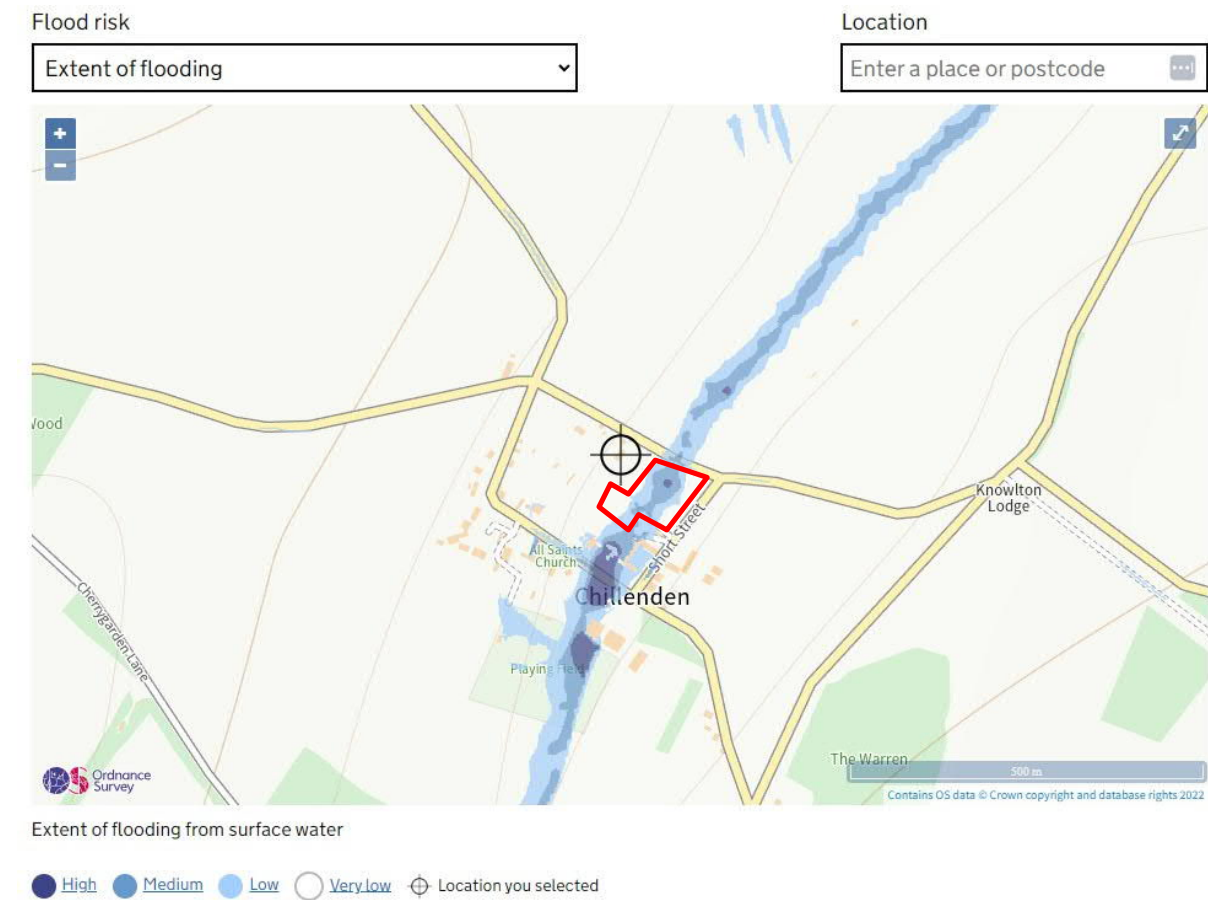 Flood risk
Location
Extent of flooding
Enter a place or postcode
+
−
Wood
Knowlton
Lodge
Short Street
All Saints
Church
Chillenden
Cherrygarden Lane
Playing Field
The Warren
500 m
Ordnance
Survey
Contains OS data © Crown copyright and database rights 2022
Extent of flooding from surface water
High Medium Low Very low Location you selected